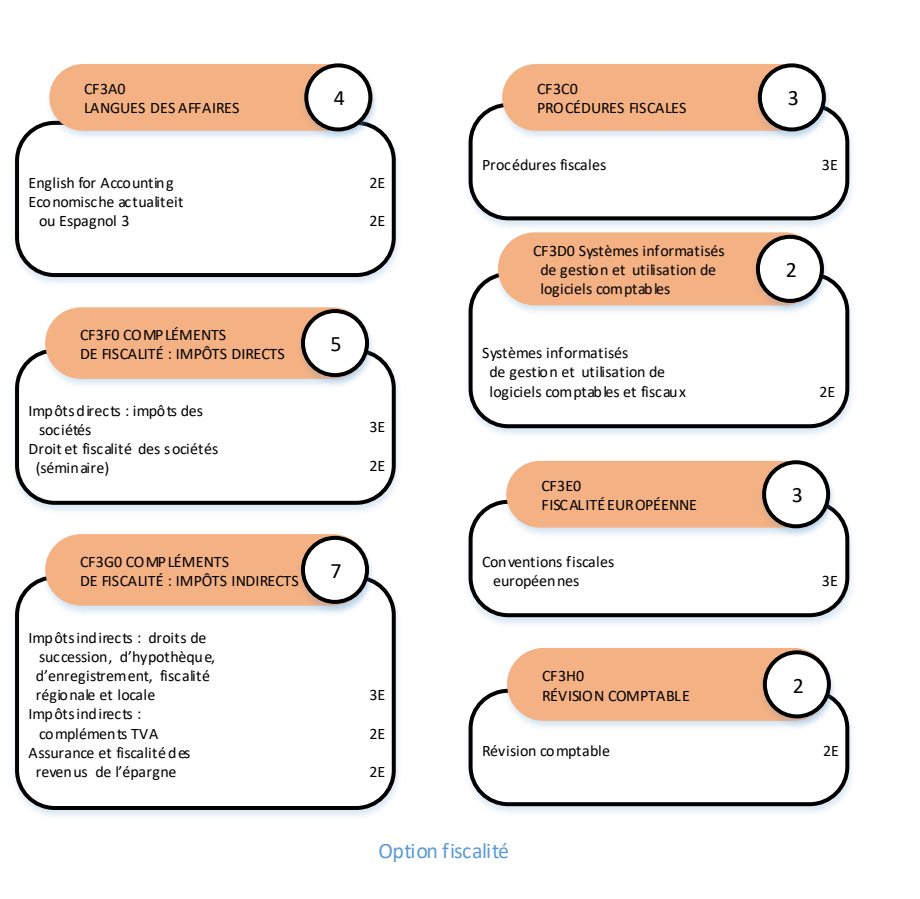 CF3A0
LANGUES DES AFFAIRES
4
English for Accounting 2E
Economische actualiteit
ou Espagnol 3 2E
CF3F0 COMPLÉMENTS
DE FISCALITÉ : IMPÔTS DIRECTS
5
Impôts directs : impôts des
sociétés 3E
Droit et fiscalité des sociétés
(séminaire) 2E
CF3G0 COMPLÉMENTS
DE FISCALITÉ : IMPÔTS INDIRECTS
7
Impôts indirects : droits de
succession, d’hypothèque,
d’enregistrement, fiscalité
régionale et locale 3E
Impôts indirects :
compléments TVA 2E
Assurance et fiscalité des
revenus de l’épargne 2E
CF3C0
PROCÉDURES FISCALES
3
Procédures fiscales 3E
CF3D0 Systèmes informatisés
de gestion et utilisation de
logiciels comptables
2
Systèmes informatisés
de gestion et utilisation de
logiciels comptables et fiscaux 2E
CF3E0
FISCALITÉ EUROPÉENNE
3
Conventions fiscales
européennes 3E
CF3H0
RÉVISION COMPTABLE
2
Révision comptable 2E
Option fiscalité